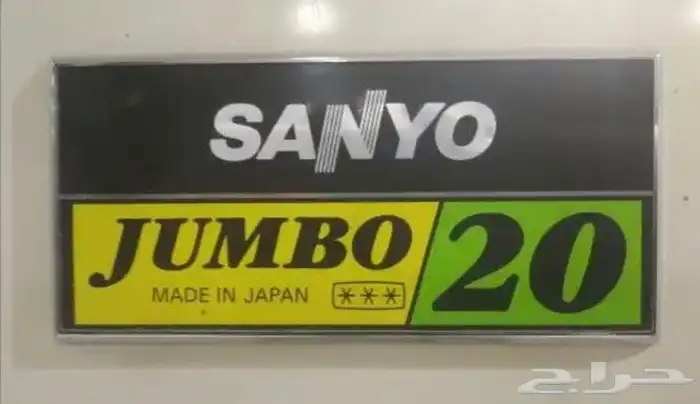 SANYO
JUMBO 20
MADE IN JAPAN ***
حراج